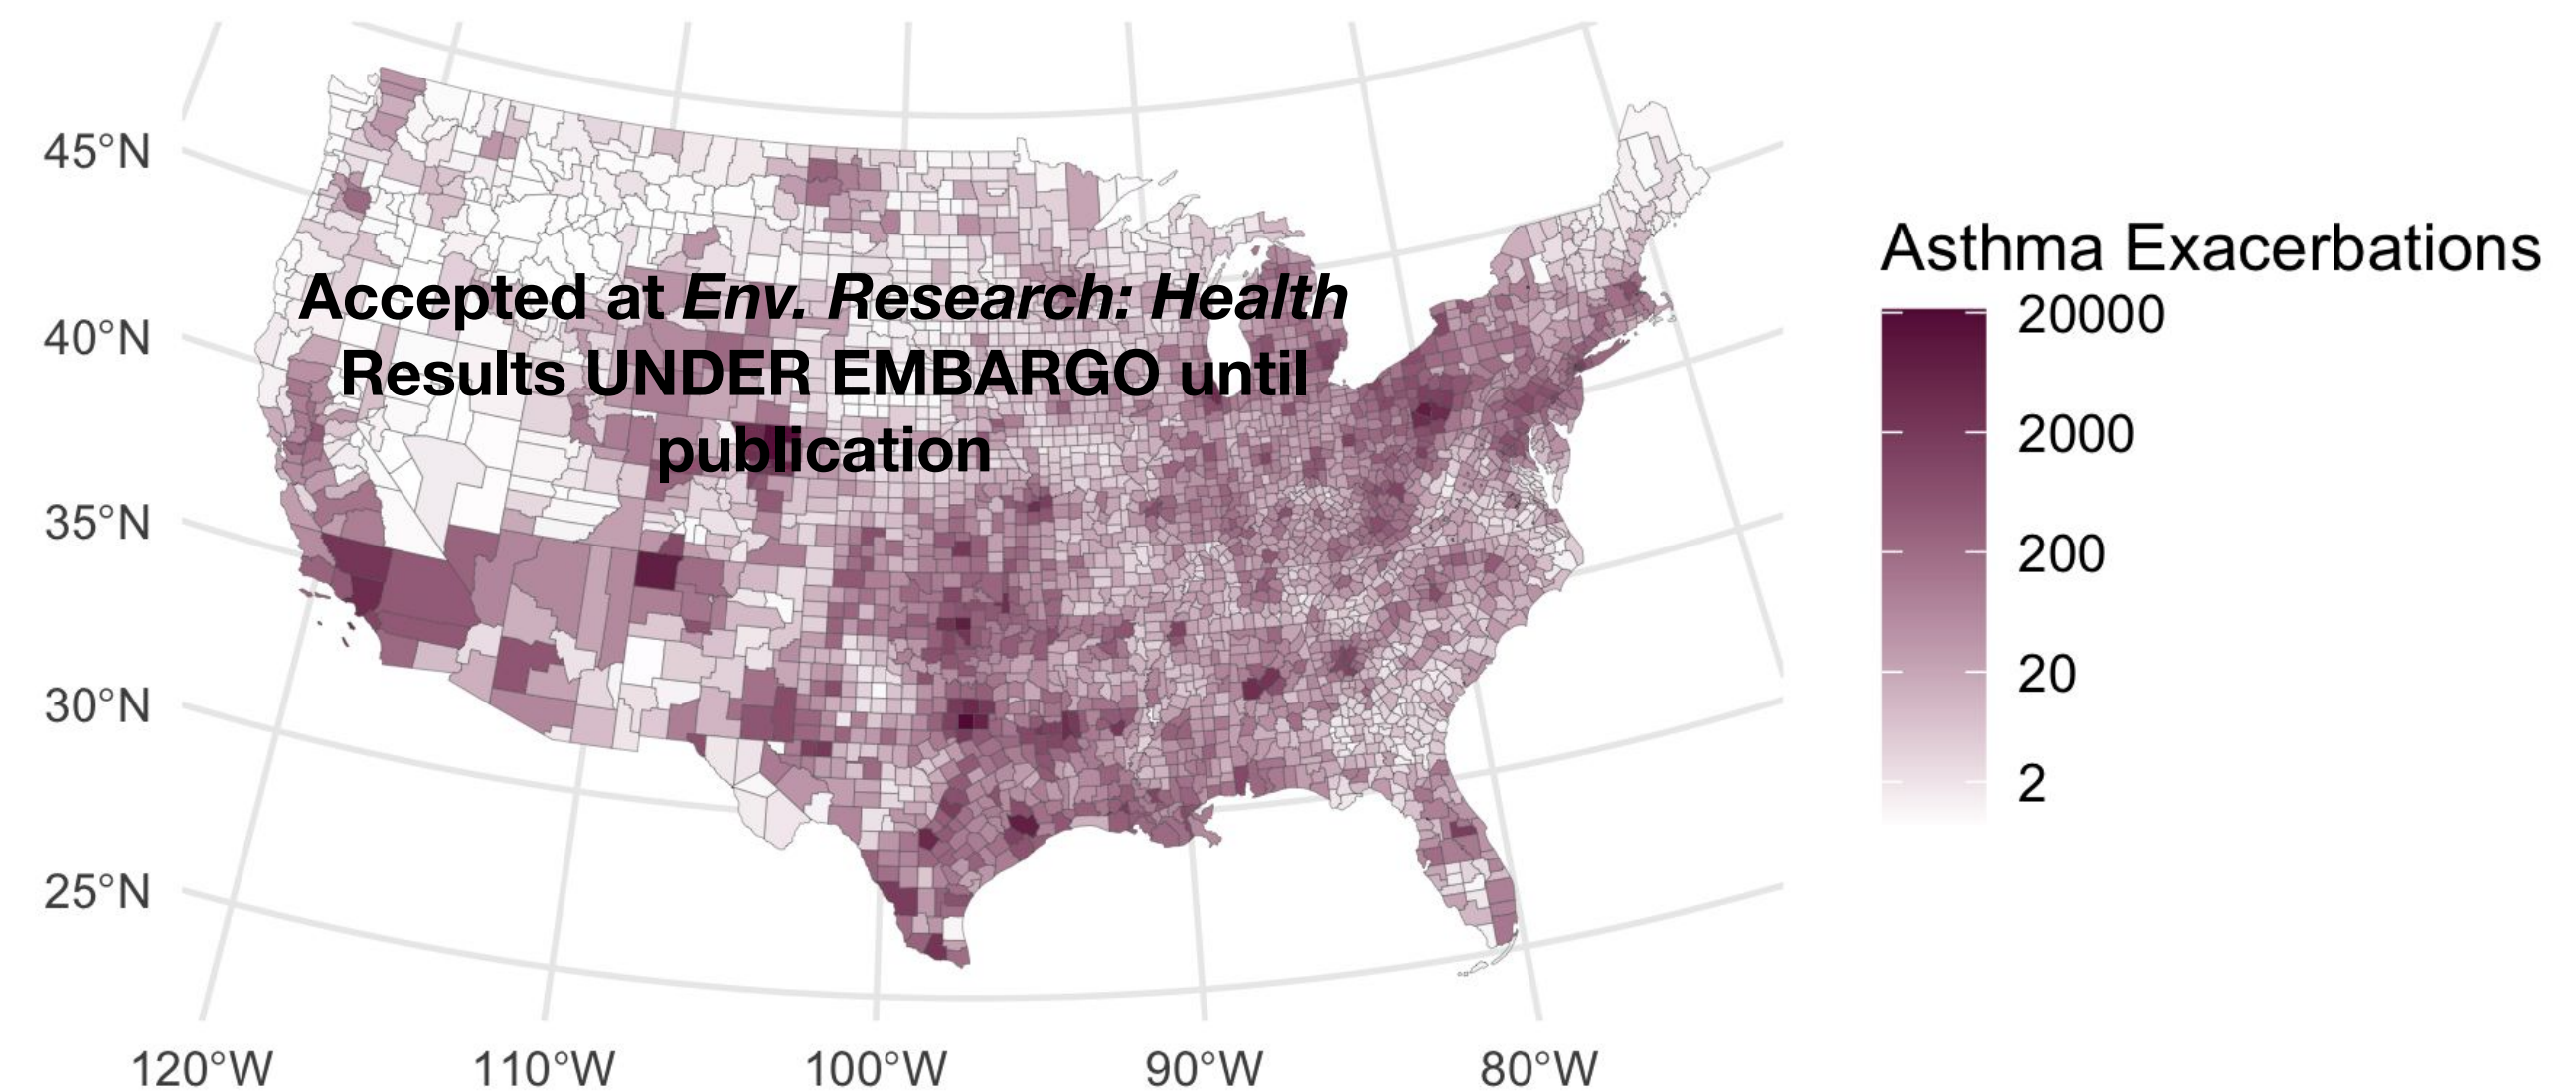 45°N
40°N
35°N
30°N
25°N
120°W
110°W
100°W
90°W
80°W
Accepted at Env. Research: Health
Results UNDER EMBARGO until
publication
Asthma Exacerbations
20000
2000
200
20
2